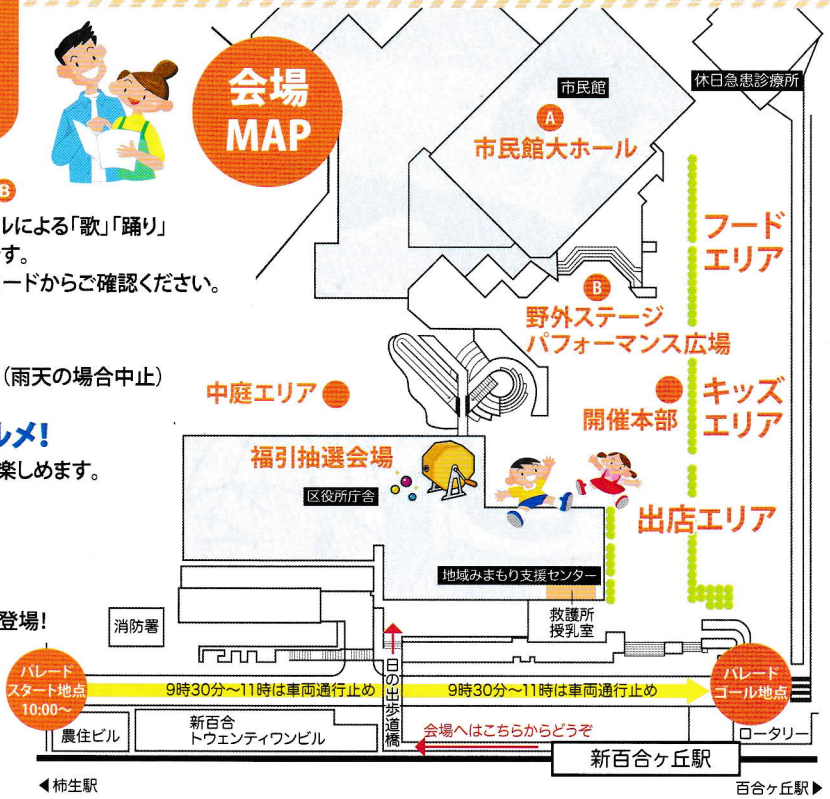 会場
MAP
市民館
休日急患診療所
A
市民館大ホール
B
ルによる「歌」「踊り」
す。
ードからご確認ください。
フード
エリア
B
野外ステージ
パフォーマンス広場
（雨天の場合中止）
中庭エリア
開催本部
キッズ
エリア
ルメ!
楽しめます。
福引抽選会場
区役所庁舎
出店エリア
地域みまもり支援センター
救護所
授乳室
登場!
消防署
パレード
スタート地点
10:00～
9時30分～11時は車両通行止め
日の出歩道橋
9時30分～11時は車両通行止め
パレード
ゴール地点
農住ビル
新百合
トウェンティワンビル
会場へはこちらからどうぞ
ロータリー
新百合ヶ丘駅
◀柿生駅
百合ヶ丘駅▶